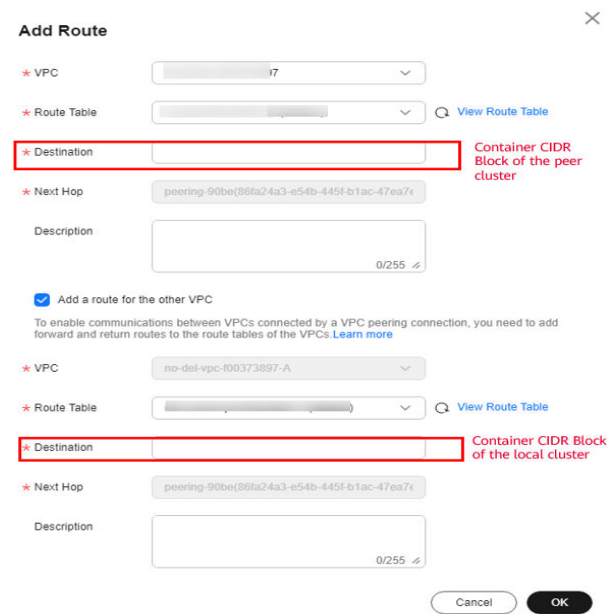 Add Route
* VPC
7
* Route Table
View Route Table
* Destination
Container CIDR
Block of the peer
cluster
* Next Hop
peering-90be(86fa24a3-e54b-445f-b1ac-47ea7e
Description
0/255
Add a route for the other VPC
To enable communications between VPCs connected by a VPC peering connection, you need to add
forward and return routes to the route tables of the VPCs.Learn more
* VPC
no-del-vpc-f00373897-A
* Route Table
)
View Route Table
* Destination
Container CIDR Block
of the local cluster
* Next Hop
peering-90be(86fa24a3-e54b-445f-b1ac-47ea7e
Description
0/255
Cancel
OK